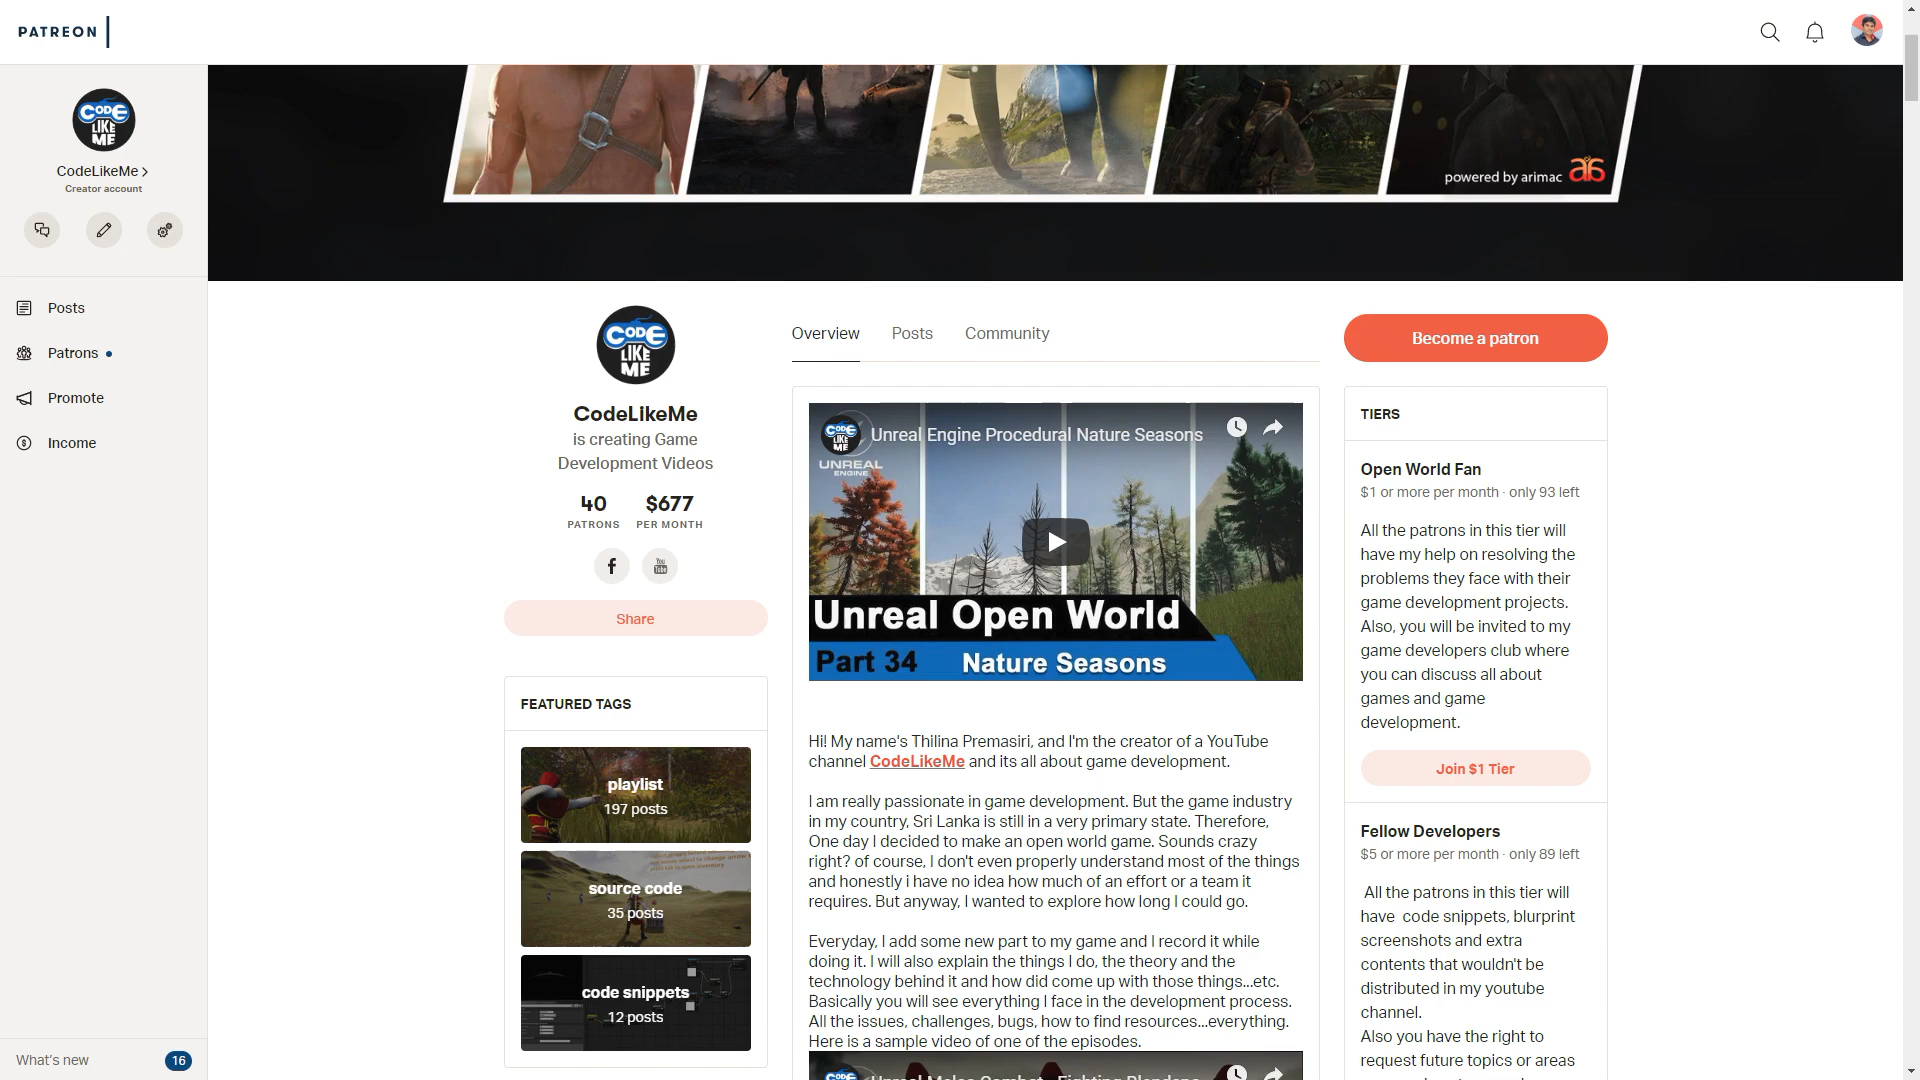 PATREON
CODE
LIKE
ME
CodeLikeMe
Creator account
Posts
Patrons
Promote
Income
What's new
16
powered by arimac
CODE
LIKE
ME
CodeLikeMe
is creating Game
Development Videos
40
PATRONS
$677
PER MONTH
You
Tube
Share
FEATURED TAGS
playlist
197 posts
source code
35 posts
code snippets
12 posts
Overview
Posts
Community
CODE
LIKE
ME
Unreal Engine Procedural Nature Seasons
UNREAL
ENGINE
Unreal Open World
Part 34
Nature Seasons
Hi! My name's Thilina Premasiri, and I'm the creator of a YouTube
channel CodeLikeMe and its all about game development.
I am really passionate in game development. But the game industry
in my country, Sri Lanka is still in a very primary state. Therefore,
One day I decided to make an open world game. Sounds crazy
right? of course, I don't even properly understand most of the things
and honestly i have no idea how much of an effort or a team it
requires. But anyway, I wanted to explore how long I could go.
Everyday, I add some new part to my game and I record it while
doing it. I will also explain the things I do, the theory and the
technology behind it and how did come up with those things...etc.
Basically you will see everything I face in the development process.
All the issues, challenges, bugs, how to find resources...everything.
Here is a sample video of one of the episodes.
Become a patron
TIERS
Open World Fan
$1 or more per month · only 93 left
All the patrons in this tier will
have my help on resolving the
problems they face with their
game development projects.
Also, you will be invited to my
game developers club where
you can discuss all about
games and game
development.
Join $1 Tier
Fellow Developers
$5 or more per month · only 89 left
All the patrons in this tier will
have code snippets, blurprint
screenshots and extra
contents that wouldn't be
distributed in my youtube
channel.
Also you have the right to
request future topics or areas